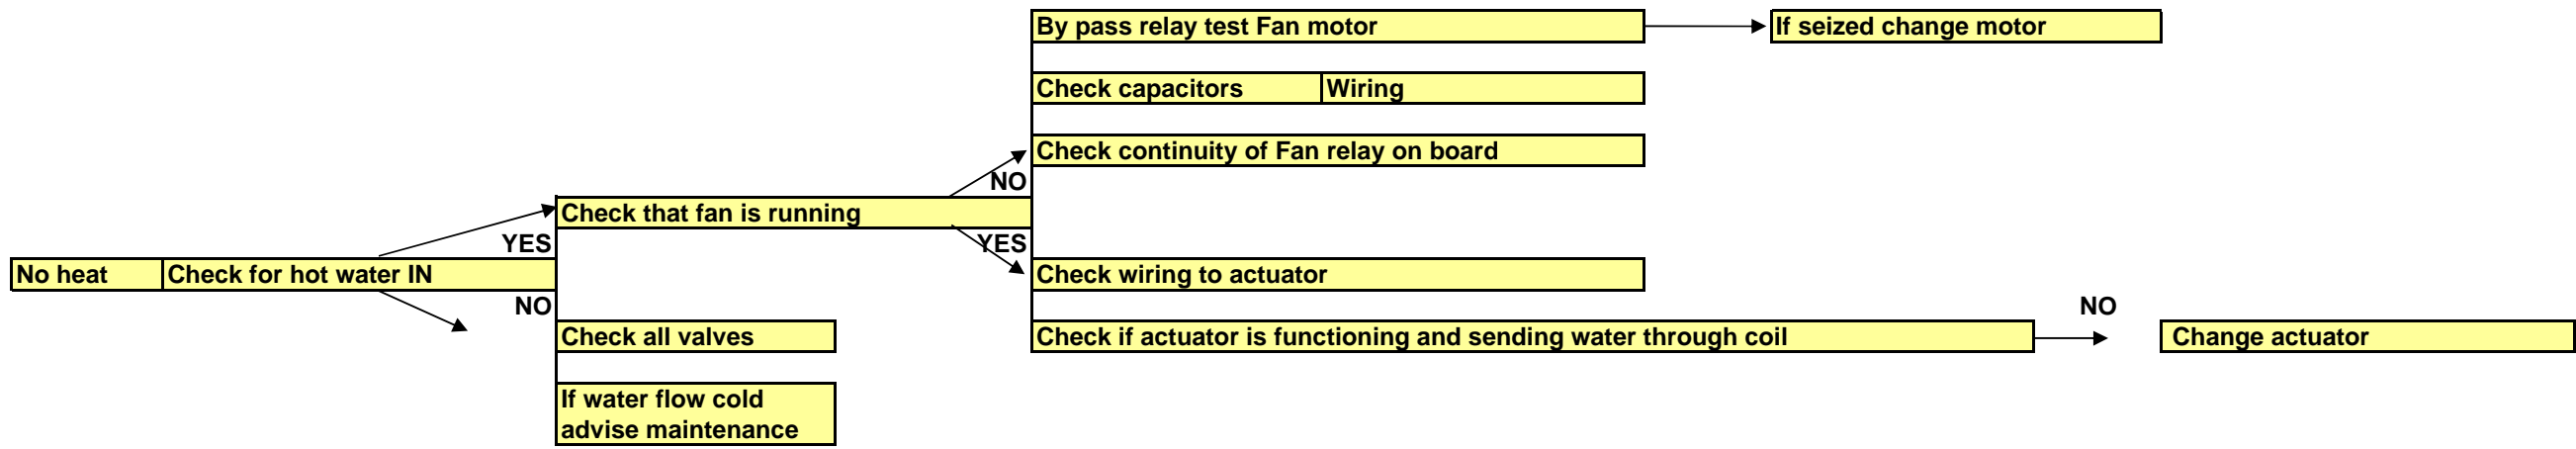 By pass relay test Fan motor
If seized change motor
Check capacitors
Wiring
Check continuity of Fan relay on board
NO
Check that fan is running
YES
YES
No heat
Check for hot water IN
Check wiring to actuator
NO
NO
Check all valves
Check if actuator is functioning and sending water through coil
Change actuator
If water flow cold
advise maintenance